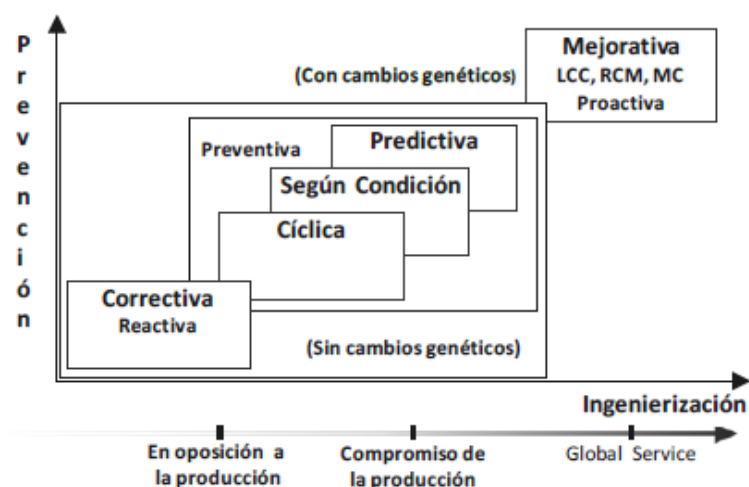 Prevención
Mejorativa
LCC, RCM, MC
Proactiva
(Con cambios genéticos)
Predictiva
Preventiva
Según Condición
Cíclica
Correctiva
Reactiva
(Sin cambios genéticos)
Ingenierización
En oposición a
la producción
Compromiso de
la producción
Global Service